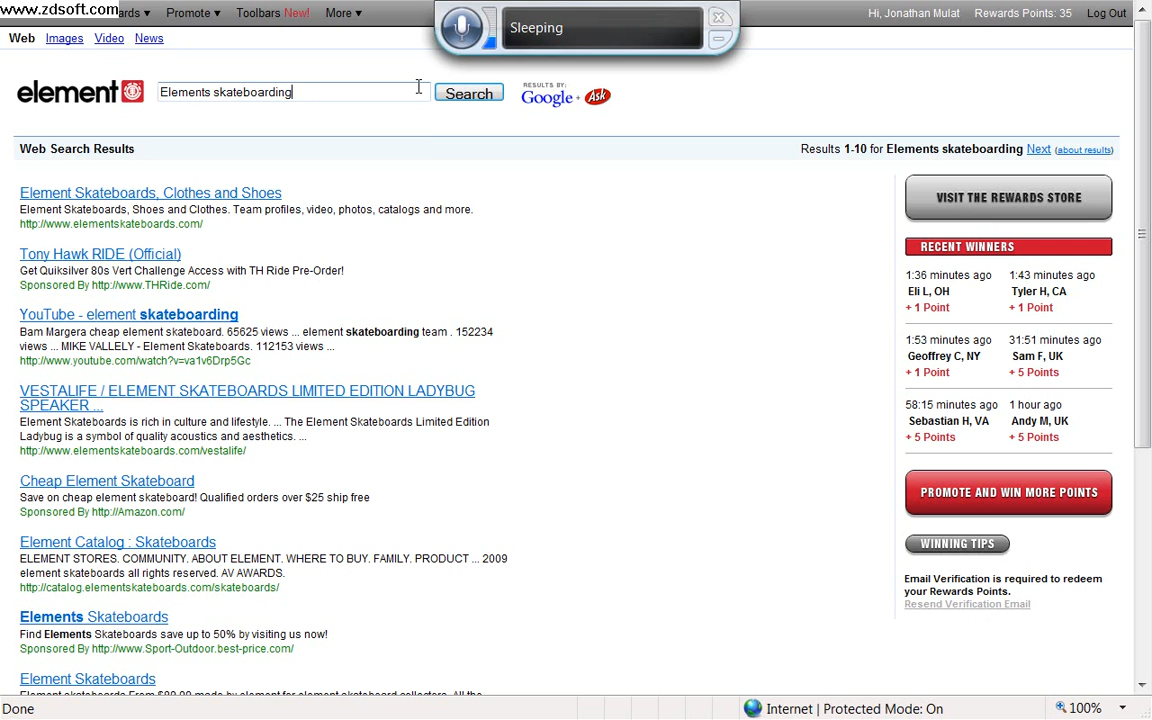 www.zdsoft.com
ards Promote Toolbars New! More Hi, Jonathan Mulat Rewards Points: 35 Log Out
Sleeping
Web Images Video News
element Elements skateboarding Search RESULTS BY: Google + Ask
Web Search Results Results 1-10 for Elements skateboarding Next (about results)
Element Skateboards, Clothes and Shoes
Element Skateboards, Shoes and Clothes. Team profiles, video, photos, catalogs and more.
http://www.elementskateboards.com/
Tony Hawk RIDE (Official)
Get Quiksilver 80s Vert Challenge Access with TH Ride Pre-Order!
Sponsored By http://www.THRide.com/
YouTube - element skateboarding
Bam Margera cheap element skateboard. 65625 views ... element skateboarding team . 152234
views ... MIKE VALLELY - Element Skateboards. 112153 views ...
http://www.youtube.com/watch?v=va1v6Drp5Gc
VESTALIFE / ELEMENT SKATEBOARDS LIMITED EDITION LADYBUG
SPEAKER ...
Element Skateboards is rich in culture and lifestyle. ... The Element Skateboards Limited Edition
Ladybug is a symbol of quality acoustics and aesthetics. ...
http://www.elementskateboards.com/vestalife/
Cheap Element Skateboard
Save on cheap element skateboard! Qualified orders over $25 ship free
Sponsored By http://Amazon.com/
Element Catalog : Skateboards
ELEMENT STORES. COMMUNITY. ABOUT ELEMENT. WHERE TO BUY. FAMILY. PRODUCT ... 2009
element skateboards all rights reserved. AV AWARDS.
http://catalog.elementskateboards.com/skateboards/
Elements Skateboards
Find Elements Skateboards save up to 50% by visiting us now!
Sponsored By http://www.Sport-Outdoor.best-price.com/
Element Skateboards
Element skateboards From $89.99 made by element for element skateboard collectors. All the
VISIT THE REWARDS STORE
RECENT WINNERS
1:36 minutes ago 1:43 minutes ago
Eli L, OH Tyler H, CA
+ 1 Point + 1 Point
1:53 minutes ago 31:51 minutes ago
Geoffrey C, NY Sam F, UK
+ 1 Point + 5 Points
58:15 minutes ago 1 hour ago
Sebastian H, VA Andy M, UK
+ 5 Points + 5 Points
PROMOTE AND WIN MORE POINTS
WINNING TIPS
Email Verification is required to redeem
your Rewards Points.
Resend Verification Email
Done Internet | Protected Mode: On 100%